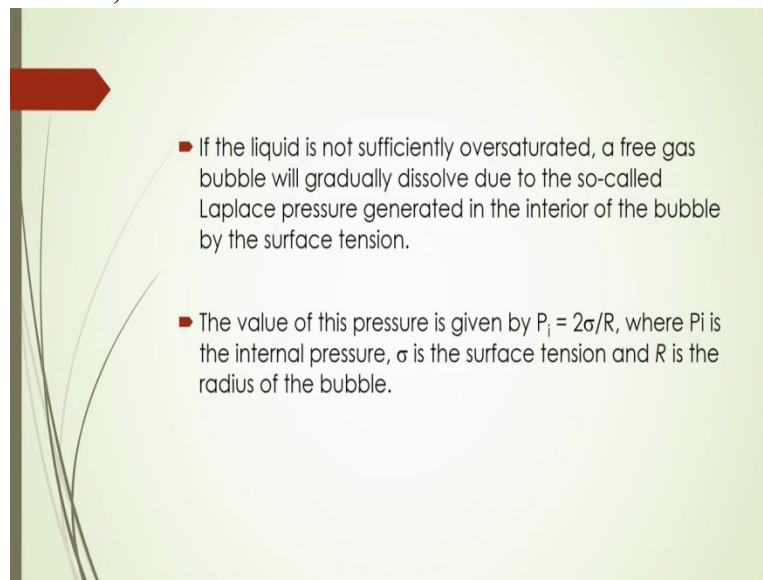 If the liquid is not sufficiently oversaturated, a free gas
bubble will gradually dissolve due to the so-called
Laplace pressure generated in the interior of the bubble
by the surface tension.
The value of this pressure is given by Pᵢ = 2σ/R, where Pi is
the internal pressure, σ is the surface tension and R is the
radius of the bubble.